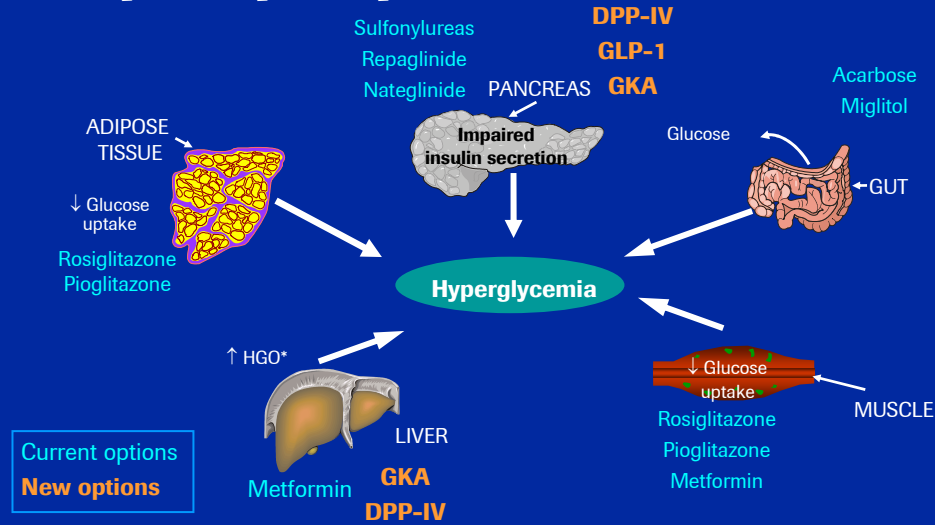 Sulfonylureas
Repaglinide
Nateglinide
DPP-IV
GLP-1
GKA
PANCREAS
Impaired
insulin secretion
Acarbose
Miglitol
Glucose
GUT
ADIPOSE
TISSUE
↓ Glucose
uptake
Rosiglitazone
Pioglitazone
Hyperglycemia
↑ HGO*
LIVER
Metformin
GKA
DPP-IV
↓ Glucose
uptake
MUSCLE
Rosiglitazone
Pioglitazone
Metformin
Current options
New options